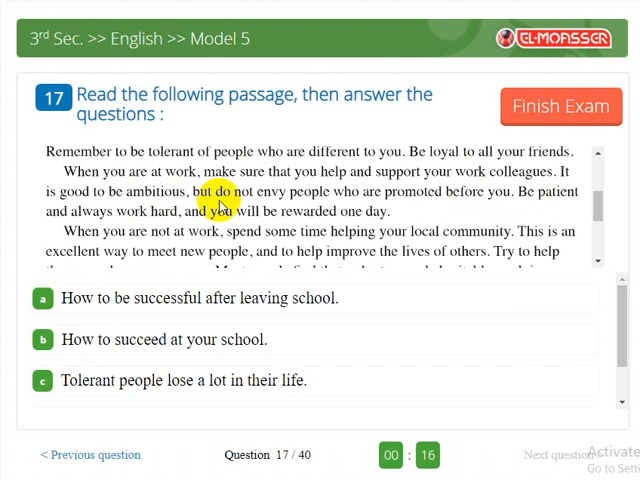 3rd Sec. >> English >> Model 5
EL-MOASSER
17
Read the following passage, then answer the
questions :
Finish Exam
Remember to be tolerant of people who are different to you. Be loyal to all your friends.
When you are at work, make sure that you help and support your work colleagues. It
is good to be ambitious, but do not envy people who are promoted before you. Be patient
and always work hard, and you will be rewarded one day.
When you are not at work, spend some time helping your local community. This is an
excellent way to meet new people, and to help improve the lives of others. Try to help
a How to be successful after leaving school.
b How to succeed at your school.
c Tolerant people lose a lot in their life.
< Previous question
Question 17 / 40
00 : 16
Next question >
Activate
Go to Setti